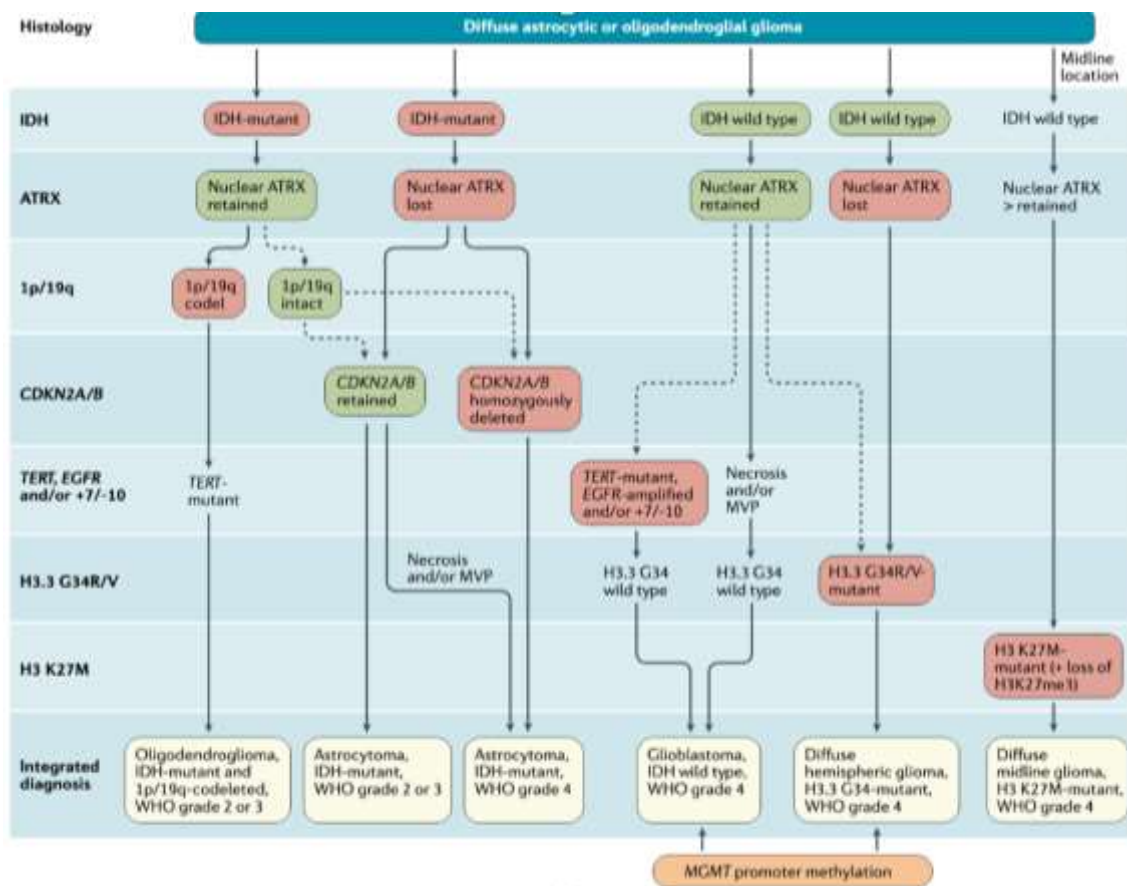 Histology
Diffuse astrocytic or oligodendroglial glioma
Midline
location
IDH
IDH-mutant
IDH-mutant
IDH wild type
IDH wild type
IDH wild type
ATRX
Nuclear ATRX
retained
Nuclear ATRX
lost
Nuclear ATRX
retained
Nuclear ATRX
lost
Nuclear ATRX
> retained
1p/19q
1p/19q
codel
1p/19q
intact
CDKN2A/B
CDKN2A/B
retained
CDKN2A/B
homozygously
deleted
TERT, EGFR
and/or +7/-10
TERT-
mutant
TERT-mutant,
EGFR-amplified
and/or +7/-10
Necrosis
and/or
MVP
H3.3 G34R/V
Necrosis
and/or MVP
H3.3 G34
wild type
H3.3 G34
wild type
H3.3 G34R/V-
mutant
H3 K27M
H3 K27M-
mutant (+ loss of
H3K27me3)
Integrated
diagnosis
Oligodendroglioma,
IDH-mutant and
1p/19q-codeleted,
WHO grade 2 or 3
Astrocytoma,
IDH-mutant,
WHO grade 2 or 3
Astrocytoma,
IDH-mutant,
WHO grade 4
Glioblastoma,
IDH wild type,
WHO grade 4
Diffuse
hemispheric glioma,
H3.3 G34-mutant,
WHO grade 4
Diffuse
midline glioma,
H3 K27M-mutant,
WHO grade 4
MGMT promoter methylation